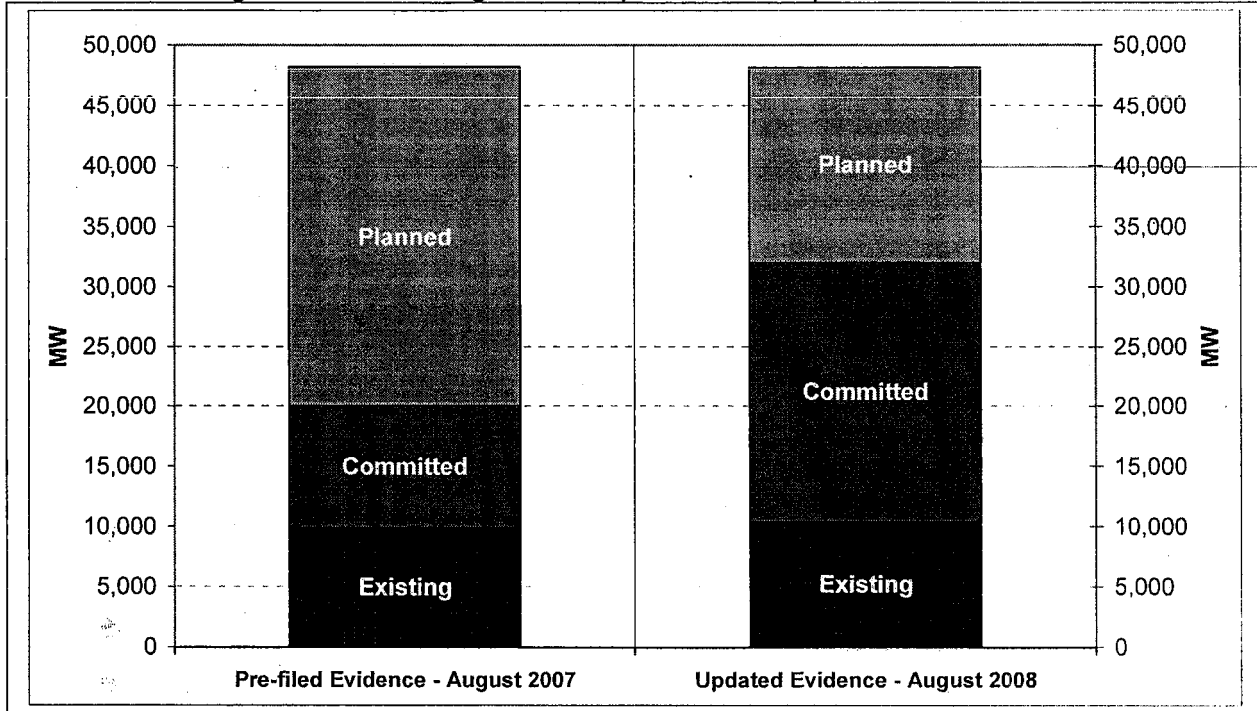 50,000
45,000
40,000
35,000
30,000
25,000
20,000
15,000
10,000
5,000
0
MW
Planned
Committed
Existing
Planned
Committed
Existing
50,000
45,000
40,000
35,000
30,000
25,000
20,000
15,000
10,000
5,000
0
MW
Pre-filed Evidence - August 2007
Updated Evidence - August 2008